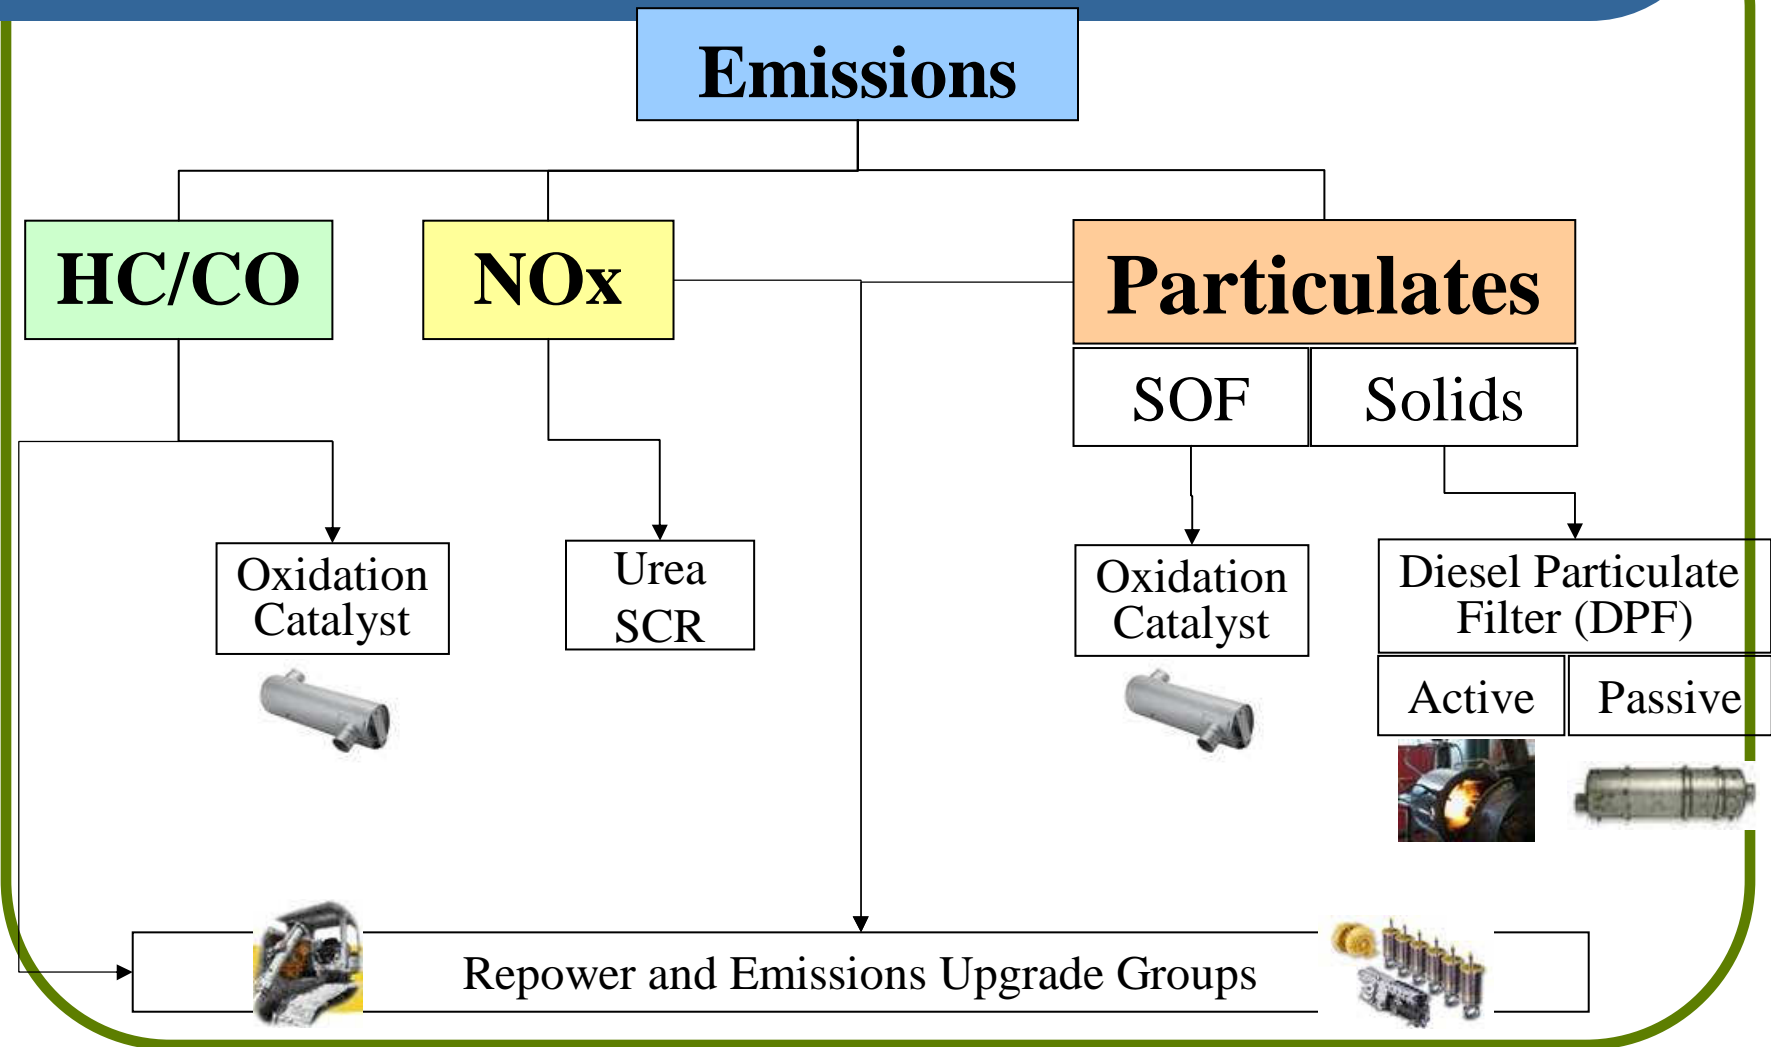 Emissions
HC/CO
NOx
Particulates
SOF
Solids
Oxidation
Catalyst
Urea
SCR
Oxidation
Catalyst
Diesel Particulate
Filter (DPF)
Active
Passive
Repower and Emissions Upgrade Groups